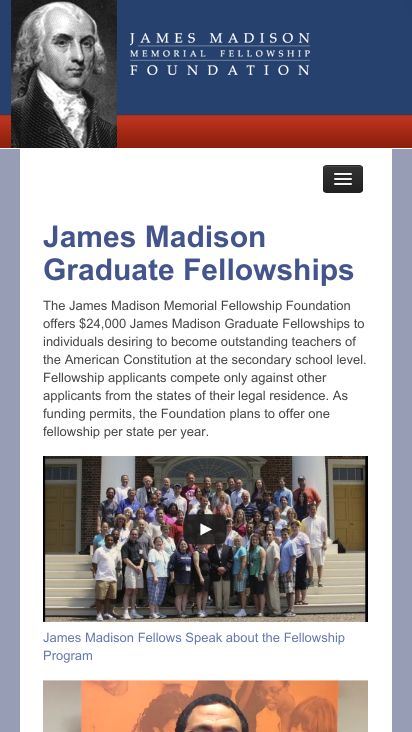 JAMES MADISON
MEMORIAL FELLOWSHIP
FOUNDATION
James Madison
Graduate Fellowships
The James Madison Memorial Fellowship Foundation
offers $24,000 James Madison Graduate Fellowships to
individuals desiring to become outstanding teachers of
the American Constitution at the secondary school level.
Fellowship applicants compete only against other
applicants from the states of their legal residence. As
funding permits, the Foundation plans to offer one
fellowship per state per year.
James Madison Fellows Speak about the Fellowship
Program